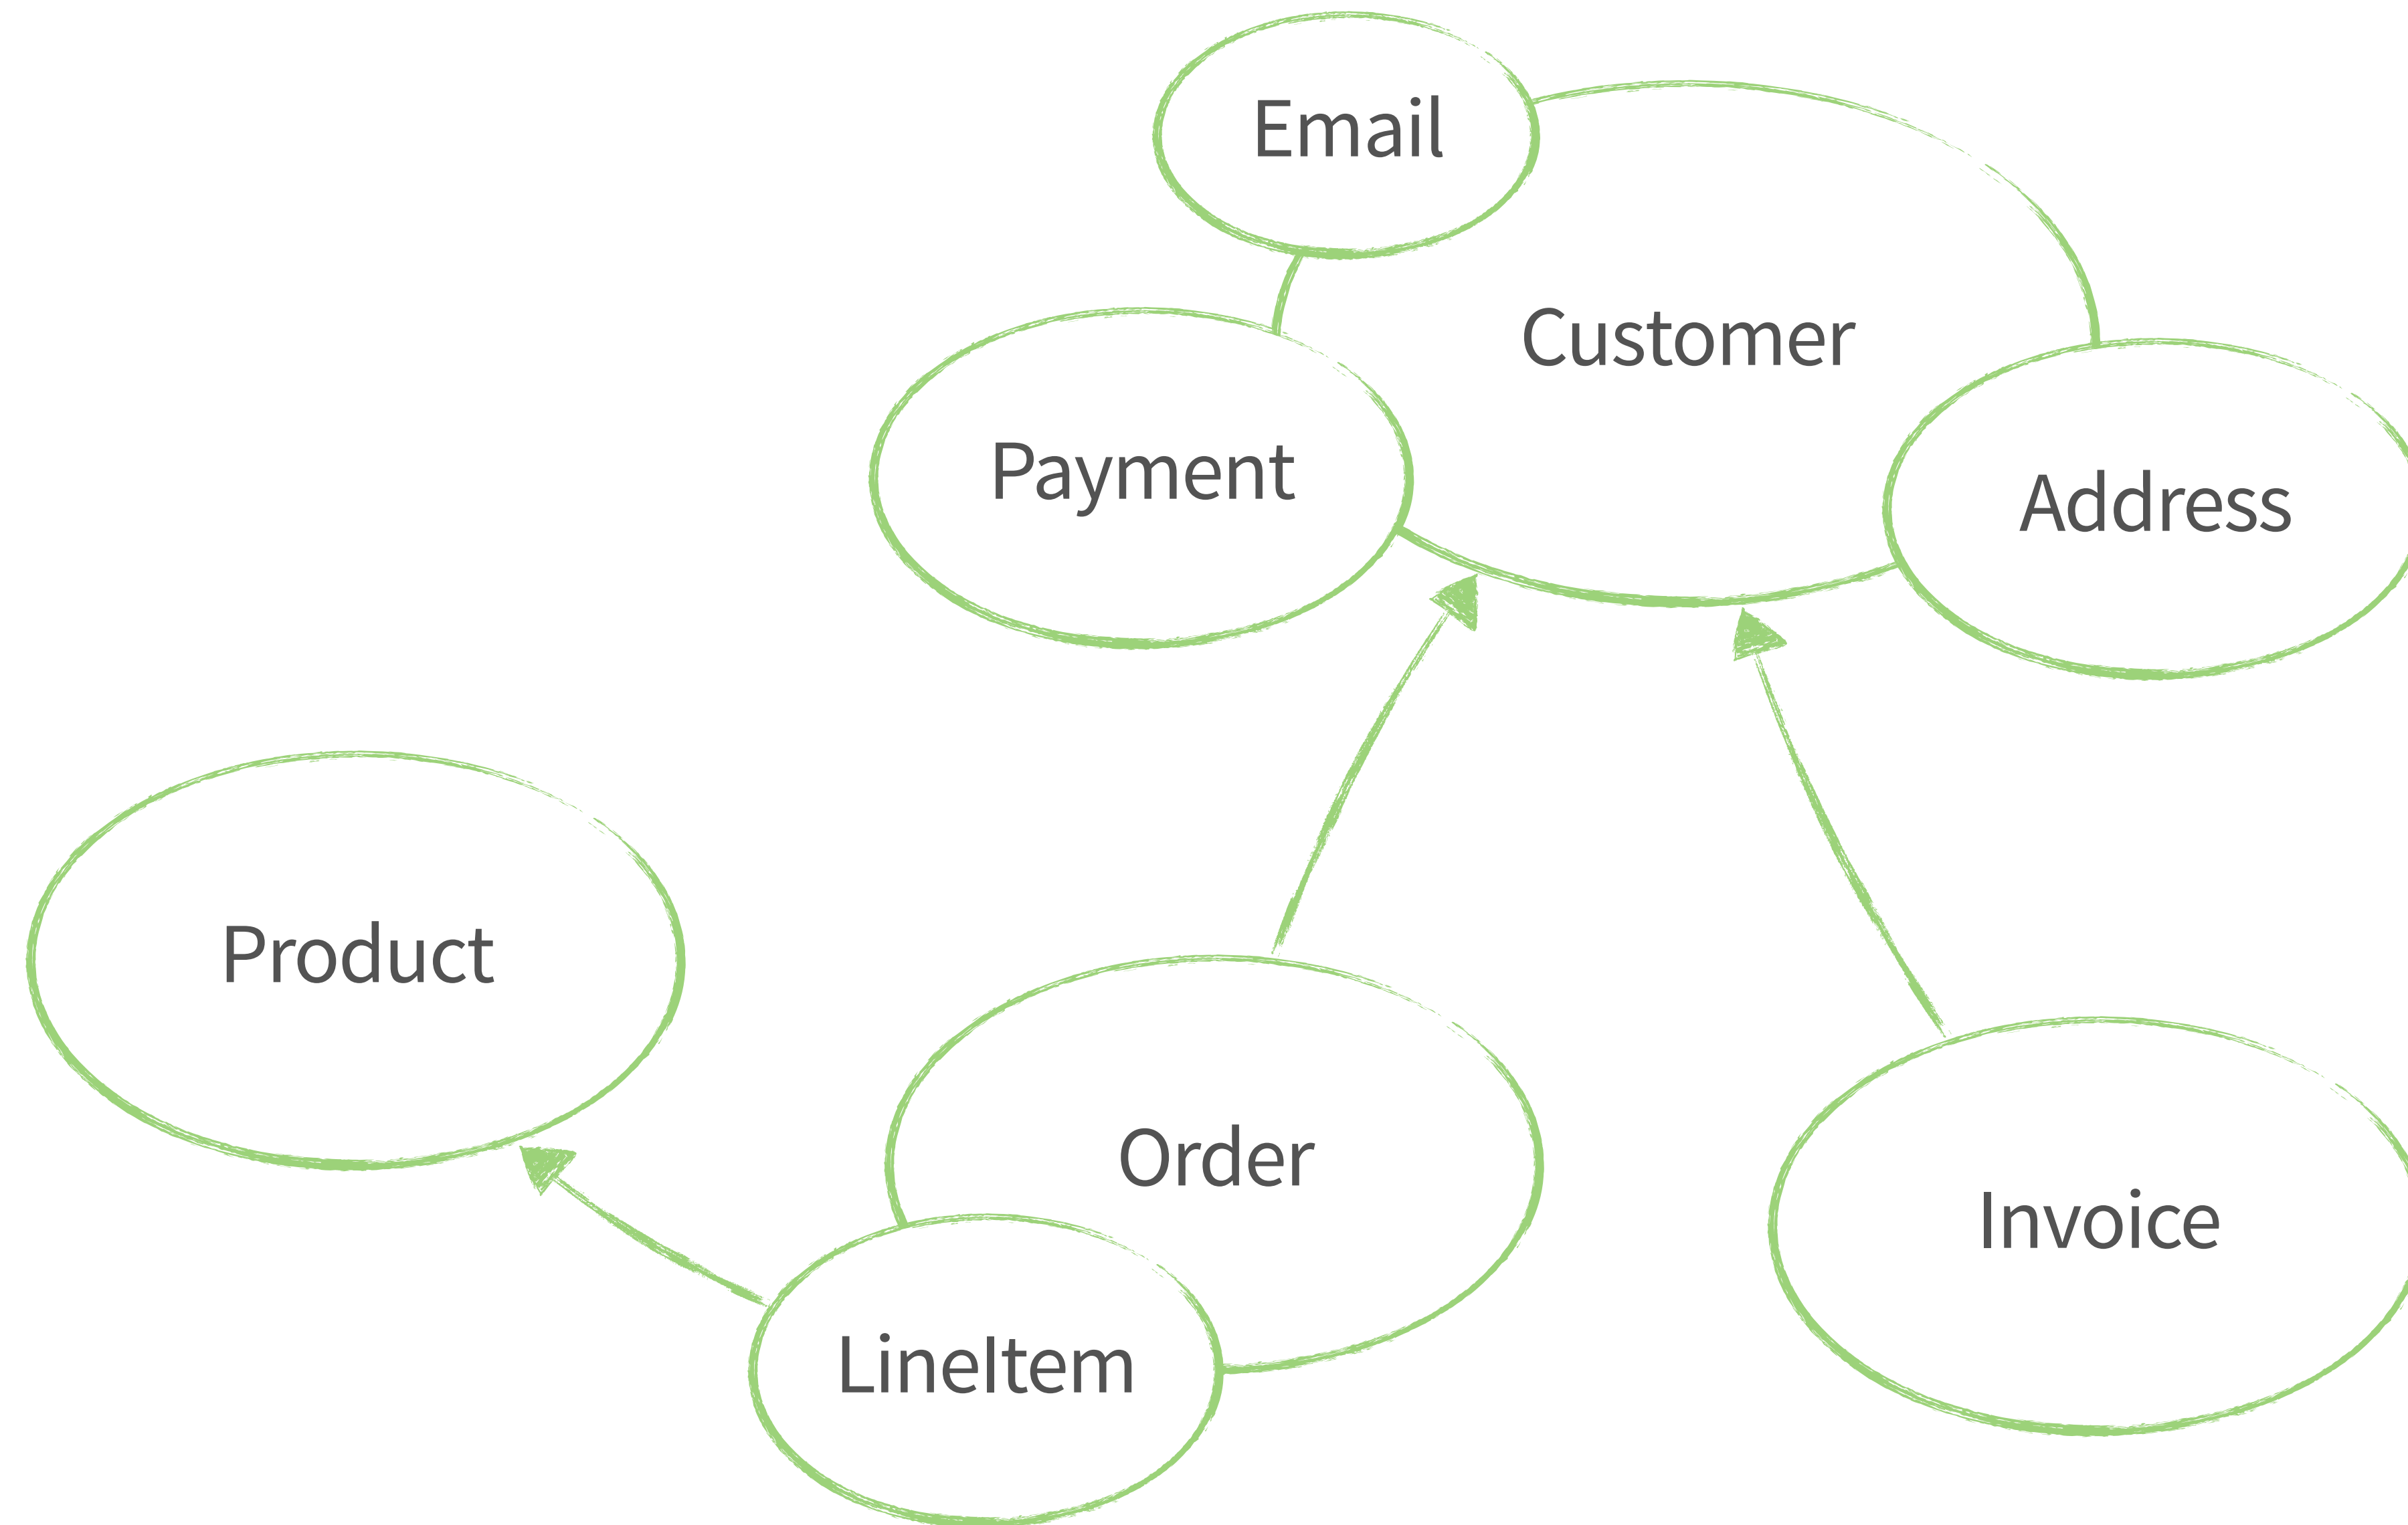 Email
Customer
Payment
Address
Product
Order
Invoice
LineItem